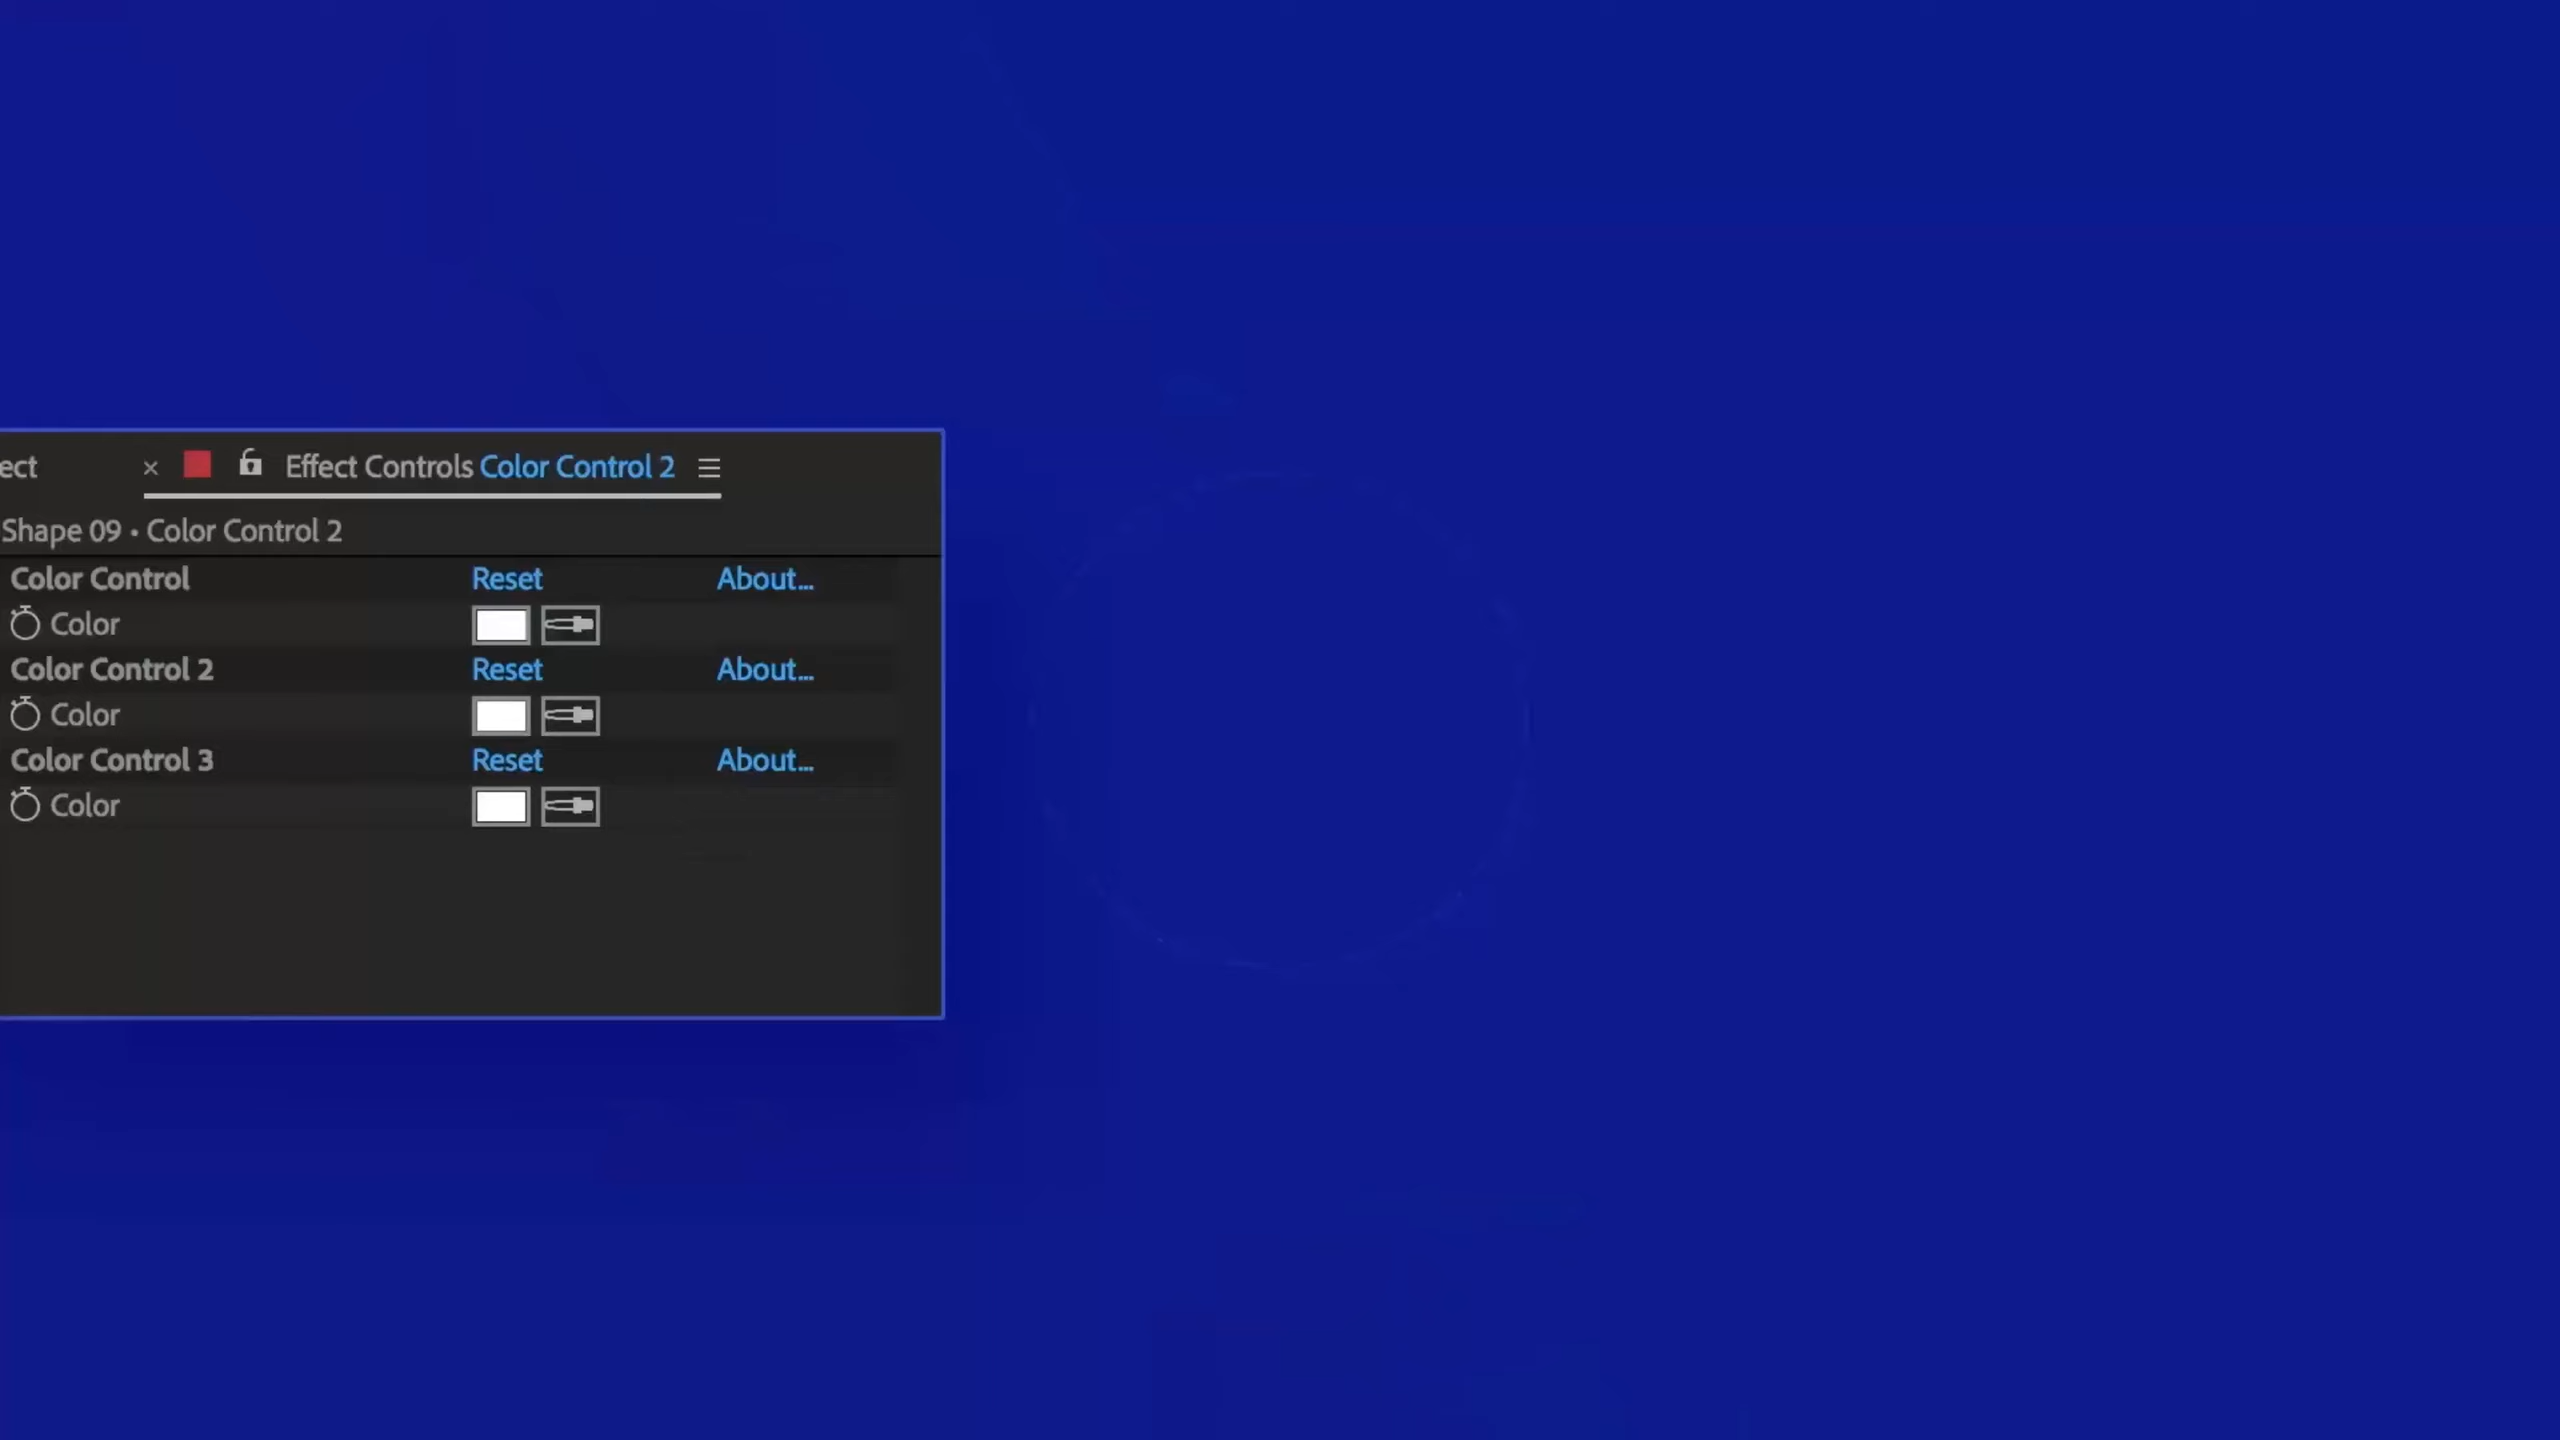 ect × Effect Controls Color Control 2
Shape 09 • Color Control 2
Color Control Reset About...
Color
Color Control 2 Reset About...
Color
Color Control 3 Reset About...
Color